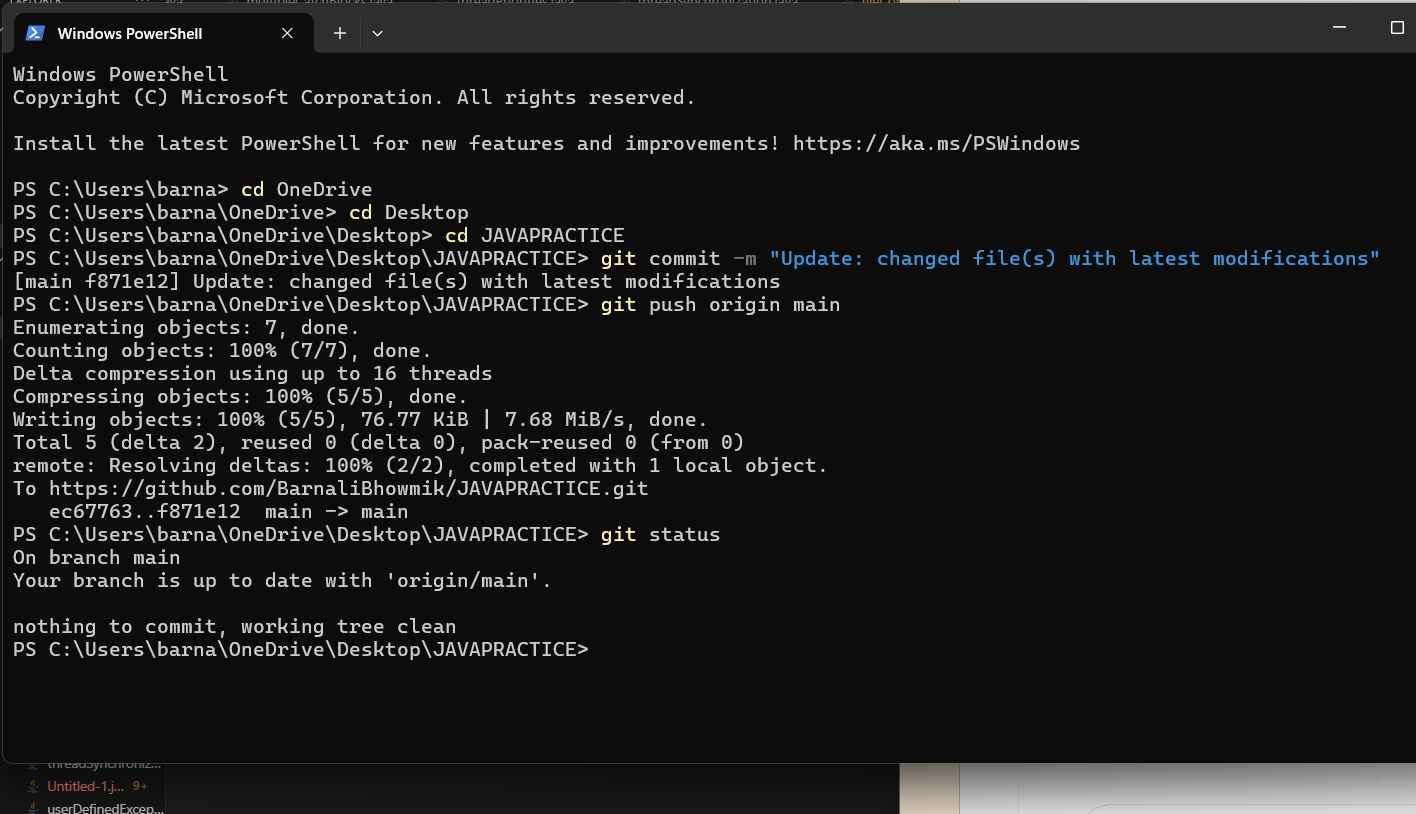 Windows PowerShell
Windows PowerShell
Copyright (C) Microsoft Corporation. All rights reserved.
Install the latest PowerShell for new features and improvements! https://aka.ms/PSWindows
PS C:\Users\barna> cd OneDrive
PS C:\Users\barna\OneDrive> cd Desktop
PS C:\Users\barna\OneDrive\Desktop> cd JAVAPRACTICE
PS C:\Users\barna\OneDrive\Desktop\JAVAPRACTICE> git commit -m "Update: changed file(s) with latest modifications"
[main f871e12] Update: changed file(s) with latest modifications
PS C:\Users\barna\OneDrive\Desktop\JAVAPRACTICE> git push origin main
Enumerating objects: 7, done.
Counting objects: 100% (7/7), done.
Delta compression using up to 16 threads
Compressing objects: 100% (5/5), done.
Writing objects: 100% (5/5), 76.77 KiB | 7.68 MiB/s, done.
Total 5 (delta 2), reused 0 (delta 0), pack-reused 0 (from 0)
remote: Resolving deltas: 100% (2/2), completed with 1 local object.
To https://github.com/BarnaliBhowmik/JAVAPRACTICE.git
   ec67763..f871e12  main -> main
PS C:\Users\barna\OneDrive\Desktop\JAVAPRACTICE> git status
On branch main
Your branch is up to date with 'origin/main'.
nothing to commit, working tree clean
PS C:\Users\barna\OneDrive\Desktop\JAVAPRACTICE>
threadSynchroniz...
Untitled-1.j... 9+
userDefinedExcep...